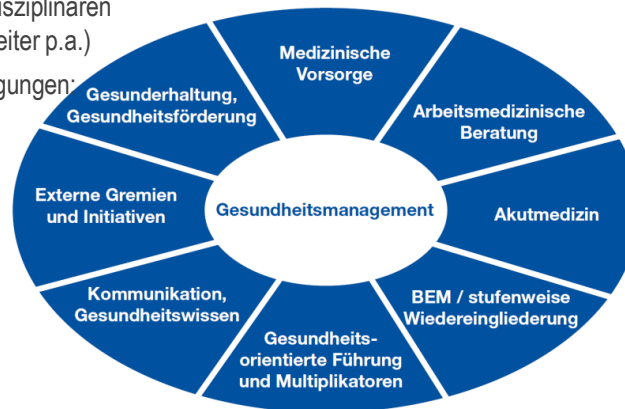 eiter p.a.)
Medizinische
Vorsorge
Gesunderhaltung,
Gesundheitsförderung
Arbeitsmedizinische
Beratung
Externe Gremien
und Initiativen
Gesundheitsmanagement
Akutmedizin
Kommunikation,
Gesundheitswissen
BEM / stufenweise
Wiedereingliederung
Gesundheits-
orientierte Führung
und Multiplikatoren